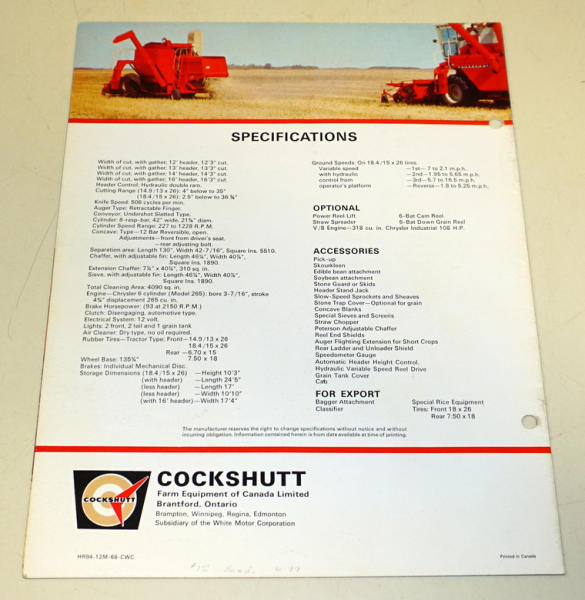 SPECIFICATIONS
Width of cut, with gather, 12' header, 12'3" cut.
Width of cut, with gather, 13' header, 13'3" cut.
Width of cut, with gather, 14' header, 14'3" cut.
Width of cut, with gather, 16' header, 16'3" cut.
Header Control: Hydraulic double ram.
Cutting Range (14.9/13 x 26): 4" below to 35"
(18.4/15 x 26): 2.5" below to 36⅜"
Knife Speed: 506 cycles per min.
Auger Type: Retractable Finger.
Conveyor: Undershot Slatted Type.
Cylinder: 8-rasp-bar, 42" wide, 21⅝" diam.
Cylinder Speed Range: 227 to 1228 R.P.M.
Concave: Type—12 Bar Reversible, open.
Adjustments—front from driver's seat.
—rear adjusting bolt.
Separation area: Length 130", Width 42-7/16", Square Ins. 5510.
Chaffer, with adjustable fin: Length 46¾", Width 40⅜",
Square Ins. 1890.
Extension Chaffer: 7¾" x 40⅜", 310 sq. in.
Sieve, with adjustable fin: Length 46¾", Width 40⅜",
Square Ins. 1890.
Total Cleaning Area: 4090 sq. in.
Engine—Chrysler 6 cylinder (Model 265): bore 3-7/16", stroke
4¾" displacement 265 cu. in.
Brake Horsepower: (93 at 2150 R.P.M.)
Clutch: Disengaging, automotive type.
Electrical System: 12 volt.
Lights: 2 front, 2 tail and 1 grain tank
Air Cleaner: Dry type, no oil required.
Rubber Tires—Tractor Type: Front—14.9/13 x 26
18.4/15 x 26
Rear —6.70 x 15
7.50 x 18
Wheel Base: 135¾"
Brakes: Individual Mechanical Disc.
Storage Dimensions (18.4/15 x 26) —Height 10'3"
(with header) —Length 24'5"
(less header) —Length 17'
(less header) —Width 10'10"
(with 16' header)—Width 17'4"
Ground Speeds: On 18.4/15 x 26 tires.
Variable speed —1st—.7 to 2.1 m.p.h.
with hydraulic —2nd—1.95 to 5.65 m.p.h.
control from —3rd—5.7 to 16.5 m.p.h.
operator's platform —Reverse—1.8 to 5.25 m.p.h.
OPTIONAL
Power Reel Lift 6-Bat Cam Reel
Straw Spreader 6-Bat Down Grain Reel
V/8 Engine—318 cu. in. Chrysler Industrial 106 H.P.
ACCESSORIES
Pick-up
Skourkleen
Edible bean attachment
Soybean attachment
Stone Guard or Skids
Header Stand Jack
Slow-Speed Sprockets and Sheaves
Stone Trap Cover—Optional for grain
Concave Blanks
Special Sieves and Screens
Straw Chopper
Peterson Adjustable Chaffer
Reel End Shields
Auger Flighting Extension for Short Crops
Rear Ladder and Unloader Shield
Speedometer Gauge
Automatic Header Height Control.
Hydraulic Variable Speed Reel Drive
Grain Tank Cover
Cab
FOR EXPORT
Bagger Attachment Special Rice Equipment
Classifier Tires: Front 18 x 26
Rear 7.50 x 18
The manufacturer reserves the right to change specifications without notice and without
incurring obligation. Information contained herein is from data available at time of printing.
COCKSHUTT
COCKSHUTT
Farm Equipment of Canada Limited
Brantford, Ontario
Brampton, Winnipeg, Regina, Edmonton
Subsidiary of the White Motor Corporation
HR94-12M-68-CWC
Printed in Canada